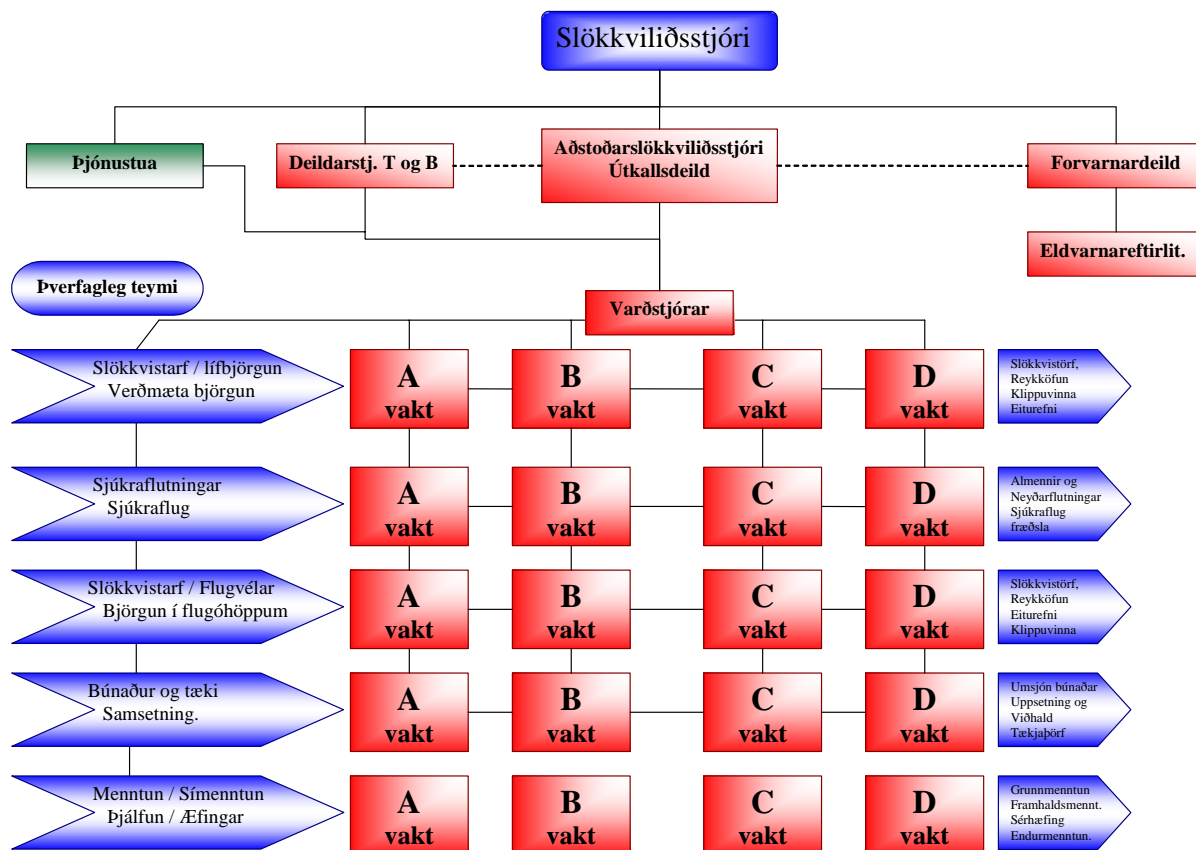 Slökkviliðsstjóri
Þjónustua
Deildarstj. T og B
Aðstoðarslökkviliðsstjóri
Útkallsdeild
Forvarnardeild
Eldvarnareftirlit.
Þverfagleg teymi
Varðstjórar
Slökkvistarf / lífbjörgun
Verðmæta björgun
A
vakt
B
vakt
C
vakt
D
vakt
Slökkvistörf,
Reykköfun
Klippuvinna
Eiturefni
Sjúkraflutningar
Sjúkraflug
A
vakt
B
vakt
C
vakt
D
vakt
Almennir og
Neyðarflutningar
Sjúkraflug
fræðsla
Slökkvistarf / Flugvélar
Björgun í flugóhöppum
A
vakt
B
vakt
C
vakt
D
vakt
Slökkvistörf,
Reykköfun
Eiturefni
Klippuvinna
Búnaður og tæki
Samsetning.
A
vakt
B
vakt
C
vakt
D
vakt
Umsjón búnaðar
Uppsetning og
Viðhald
Tækjaþörf
Menntun / Símenntun
Þjálfun / Æfingar
A
vakt
B
vakt
C
vakt
D
vakt
Grunnmenntun
Framhaldsmennt.
Sérhæfing
Endurmenntun.